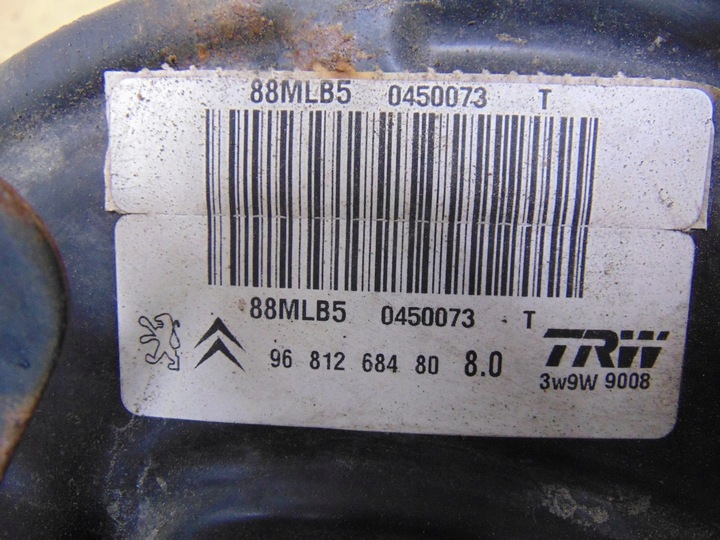 88MLB5 0450073 T
88MLB5 0450073 - T
96 812 684 80 8.0
TRW
3w9W 9008